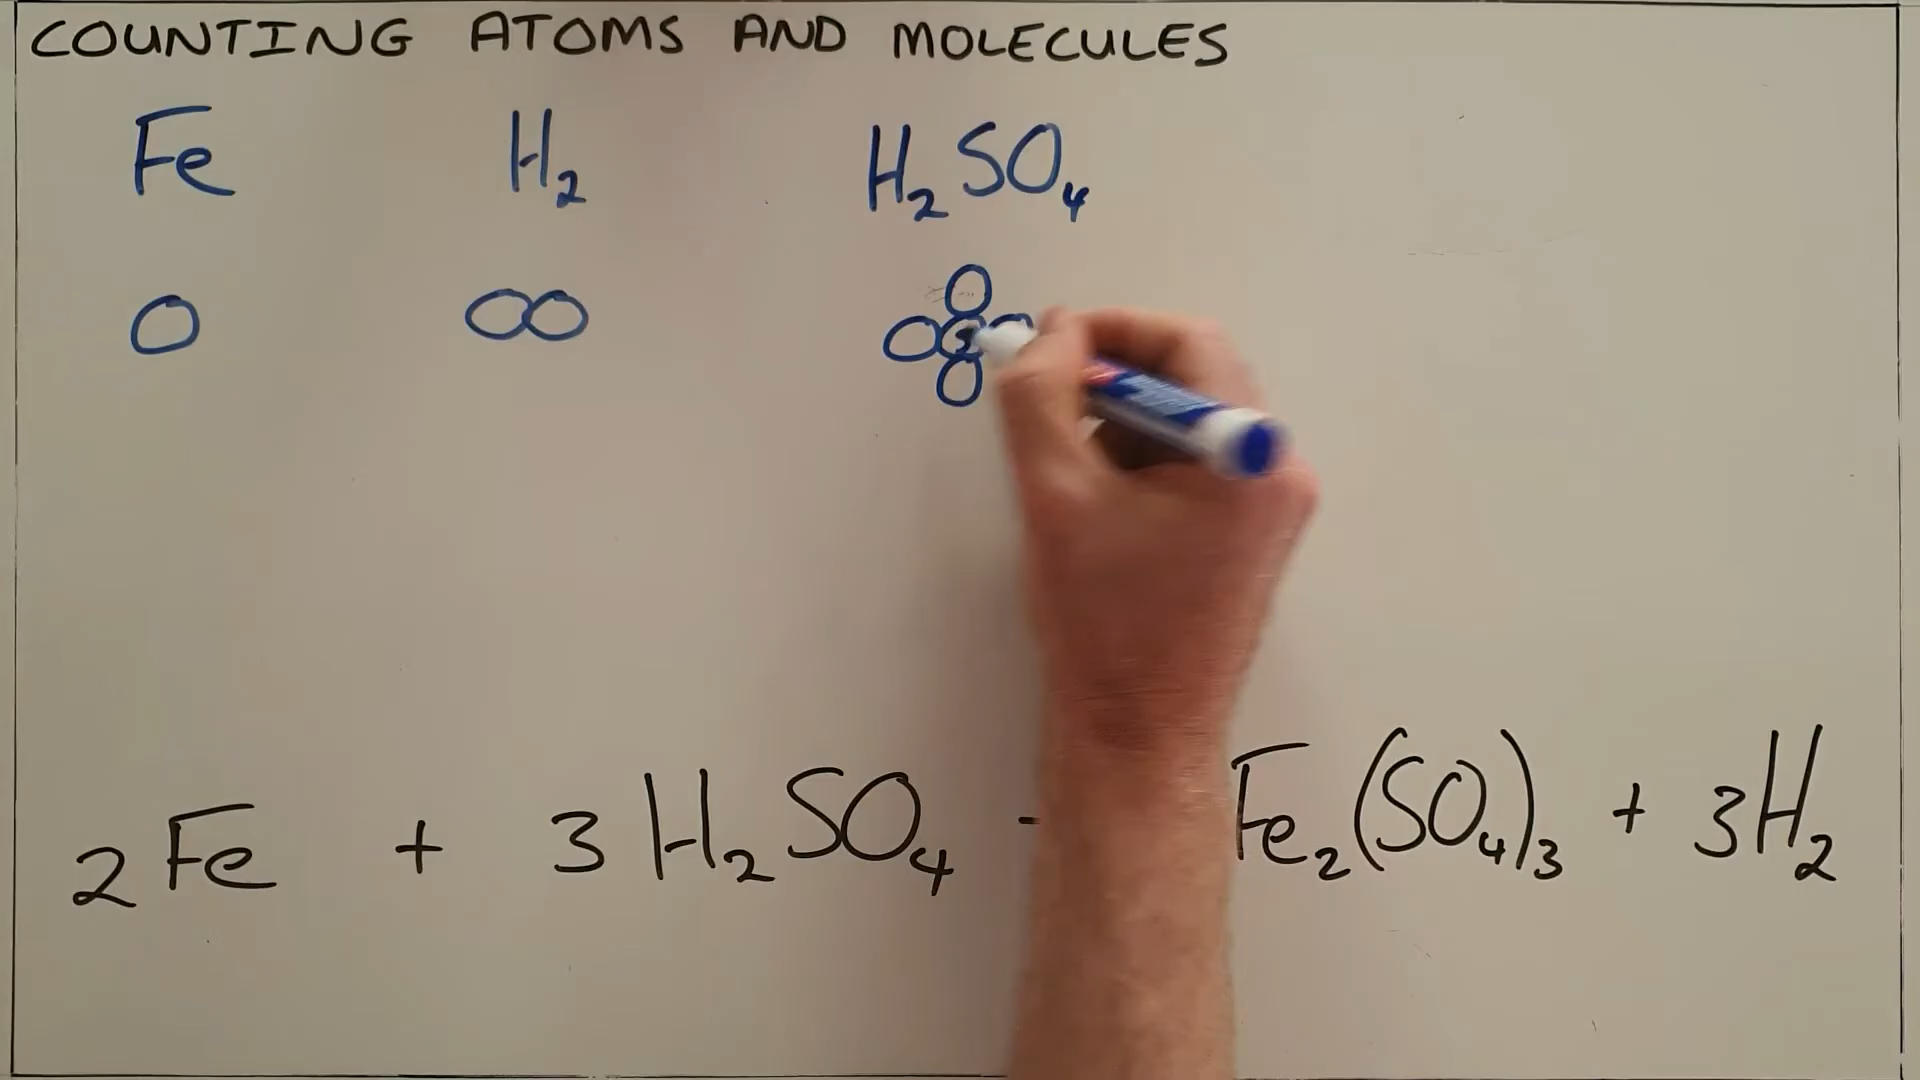 COUNTING ATOMS AND MOLECULES
Fe H₂ H₂SO₄
S
2Fe + 3H₂SO₄ - Fe₂(SO₄)₃ + 3H₂